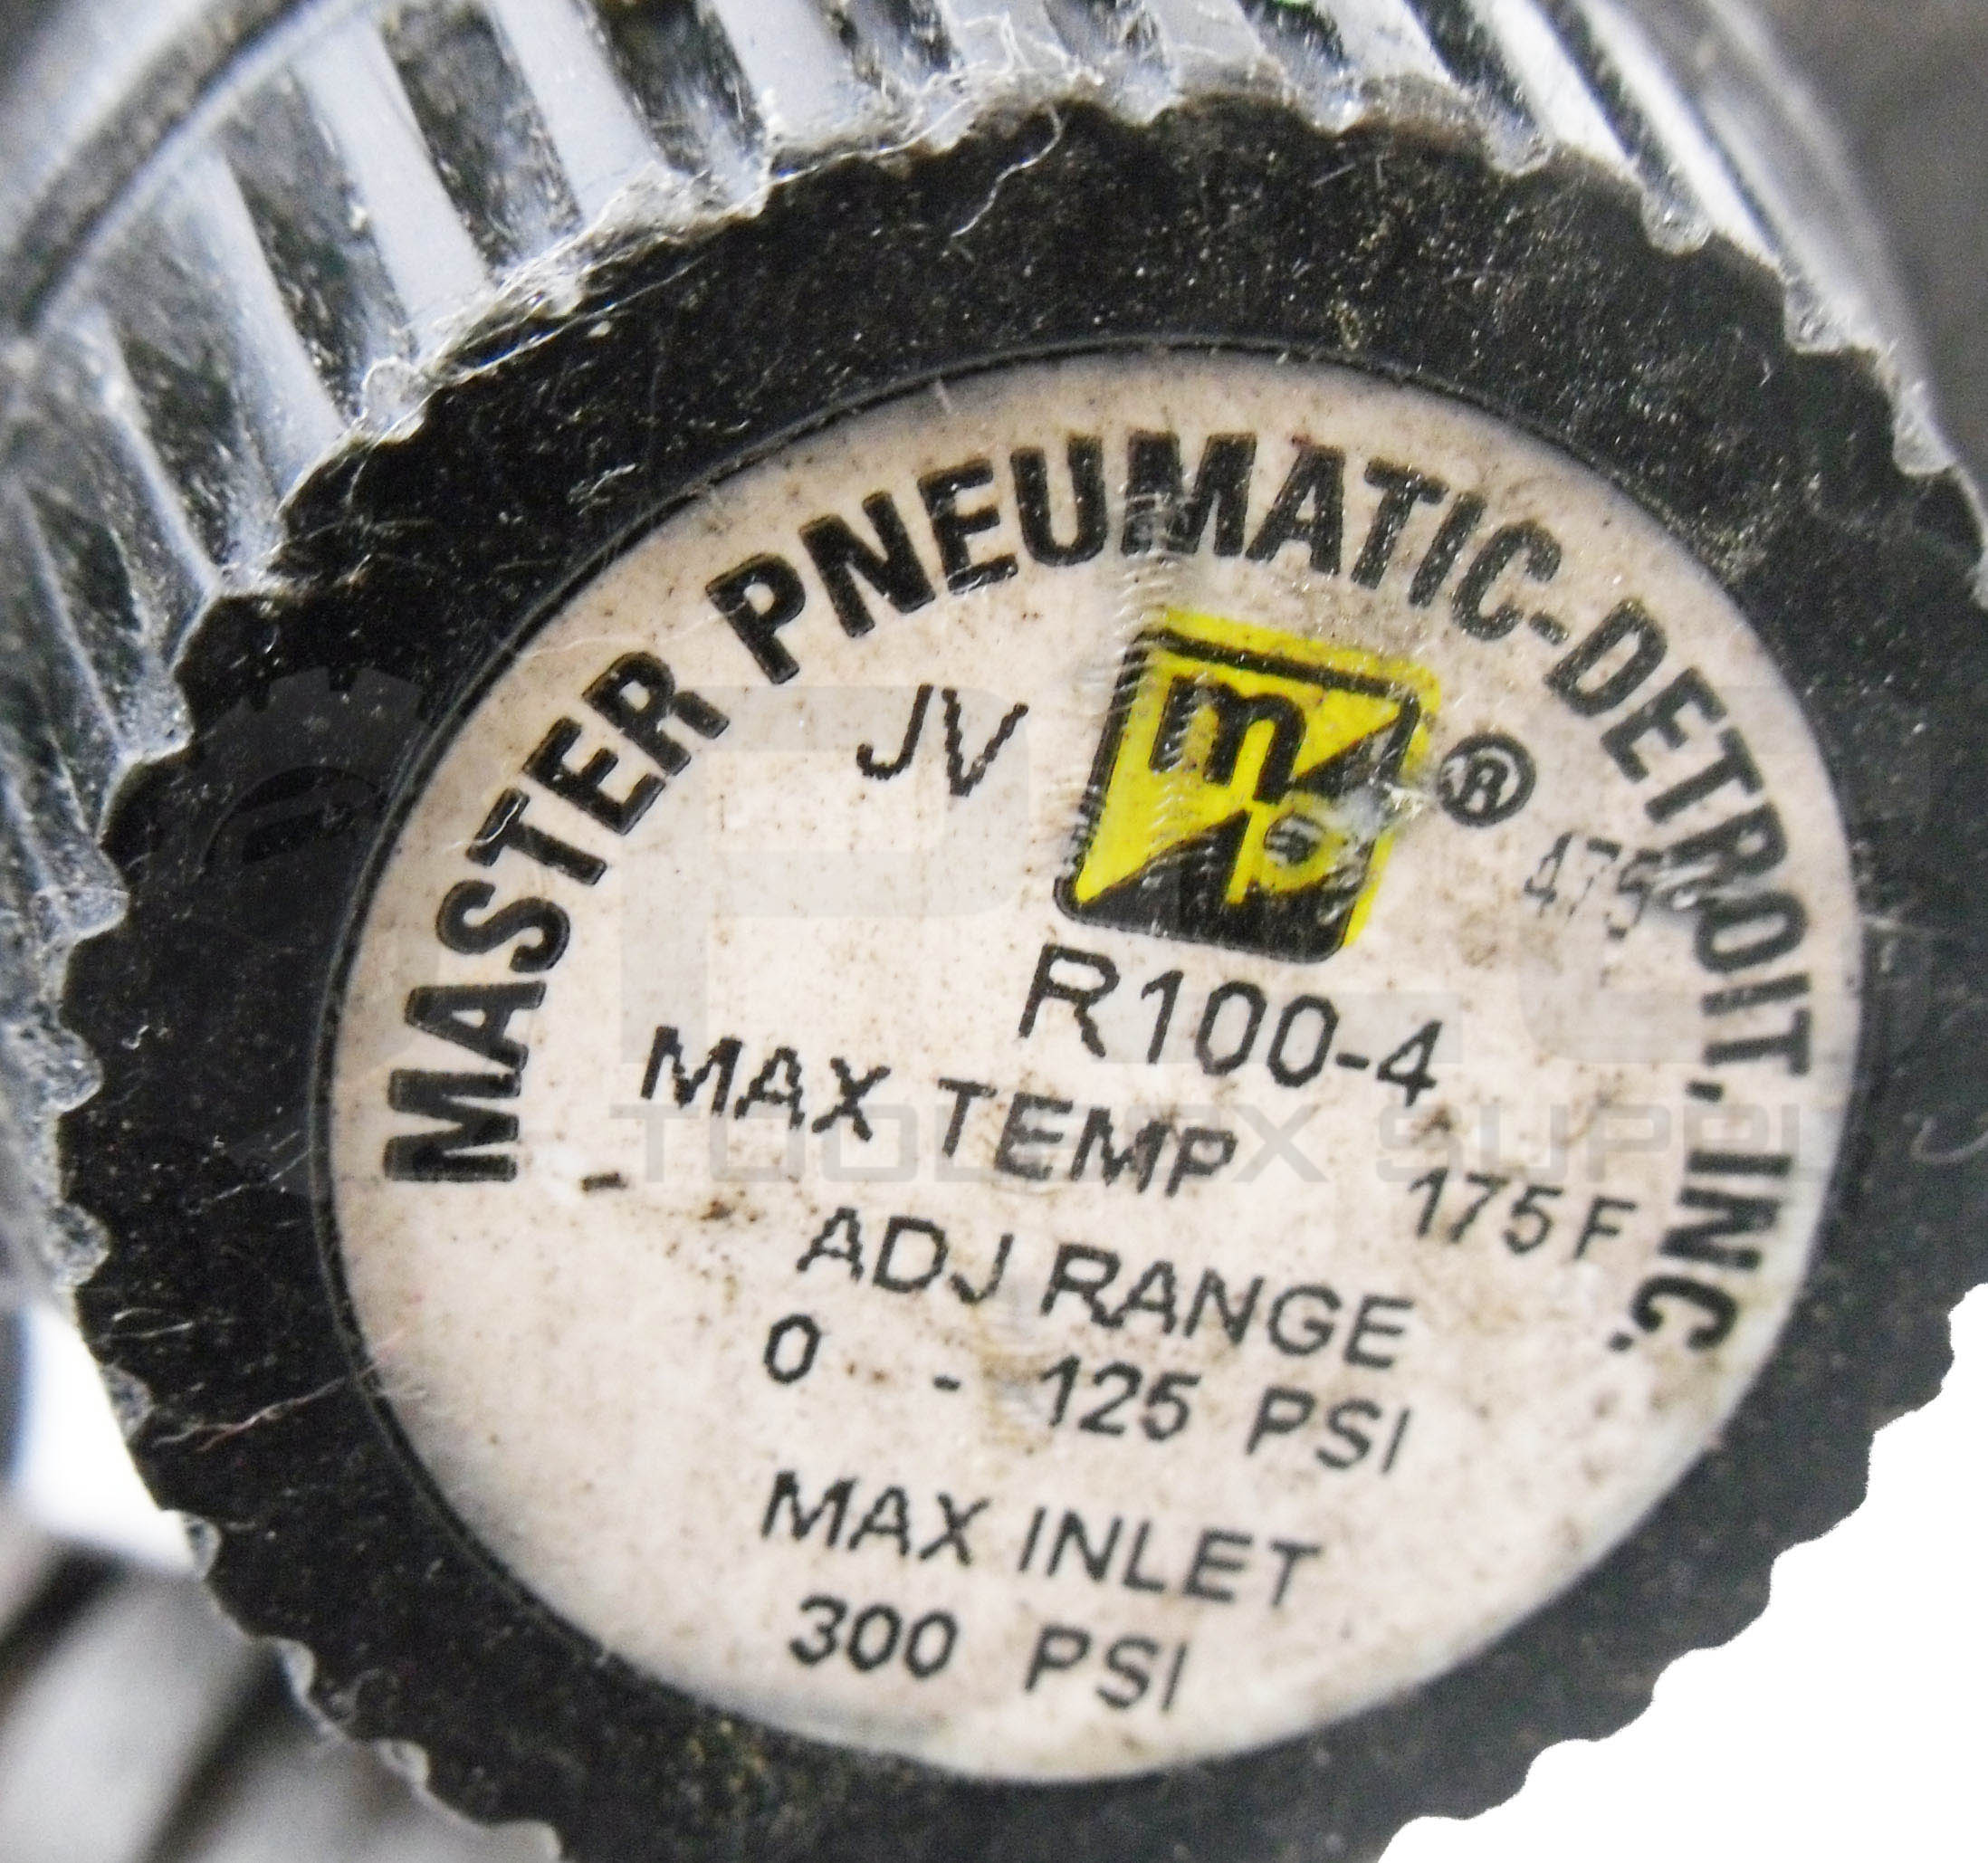 MASTER PNEUMATIC-DETROIT, INC.
JV
®
R100-4
MAX TEMP 175 F
-
ADJ RANGE
0 - 125 PSI
MAX INLET
300 PSI